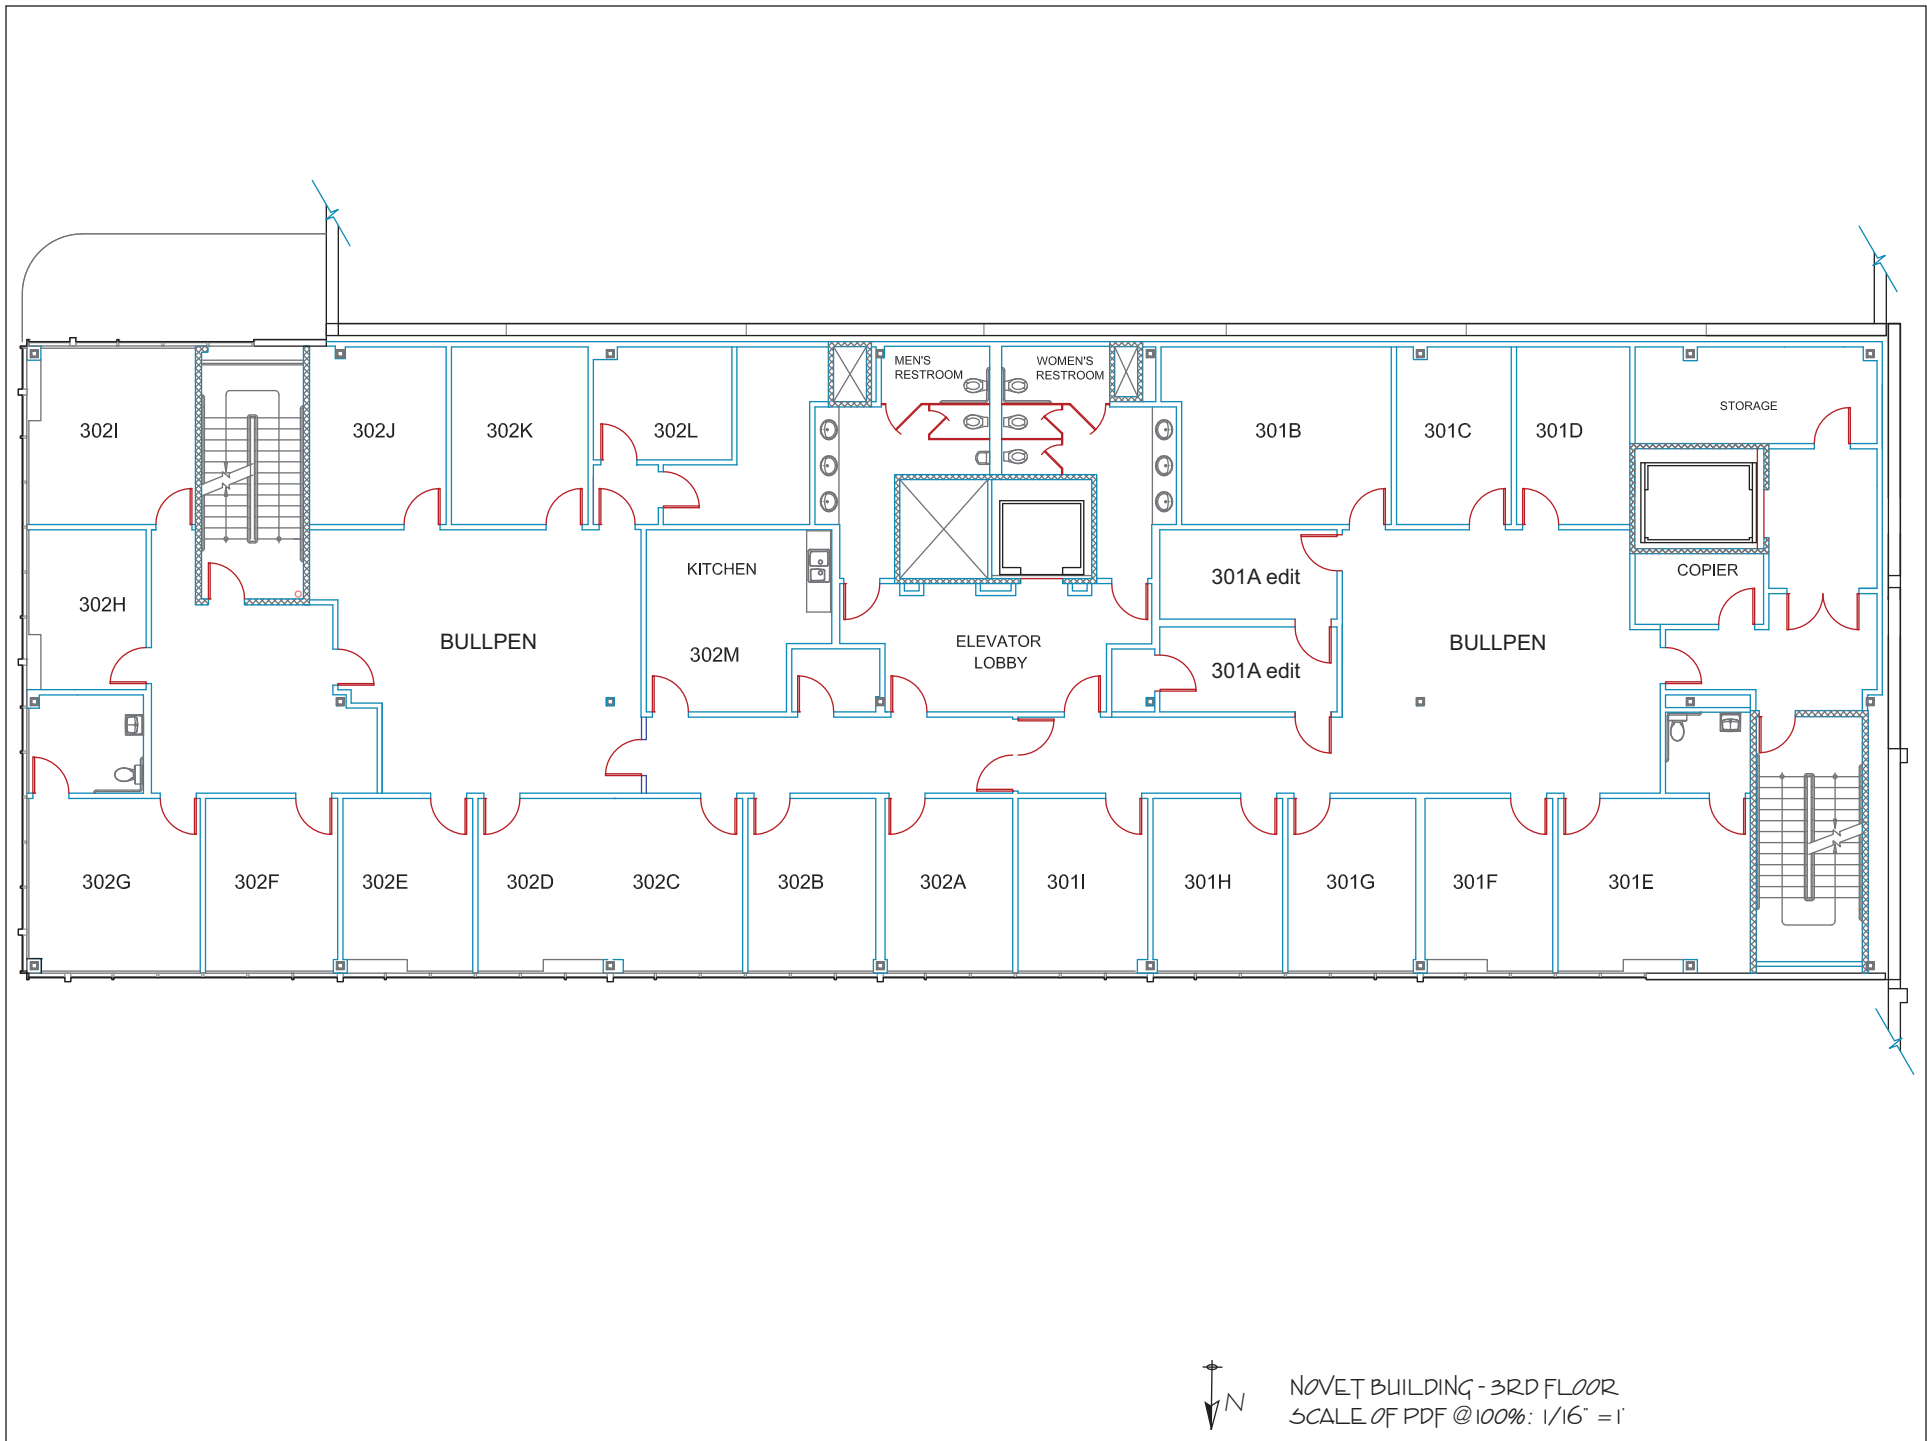 MEN'S
RESTROOM
WOMEN'S
RESTROOM
STORAGE
302I
302J
302K
302L
301B
301C
301D
KITCHEN
COPIER
301A edit
302H
BULLPEN
ELEVATOR
LOBBY
302M
301A edit
BULLPEN
302G
302F
302E
302D
302C
302B
302A
301I
301H
301G
301F
301E
N
NOVET BUILDING - 3RD FLOOR
SCALE OF PDF @ 100%: 1/16" = 1'